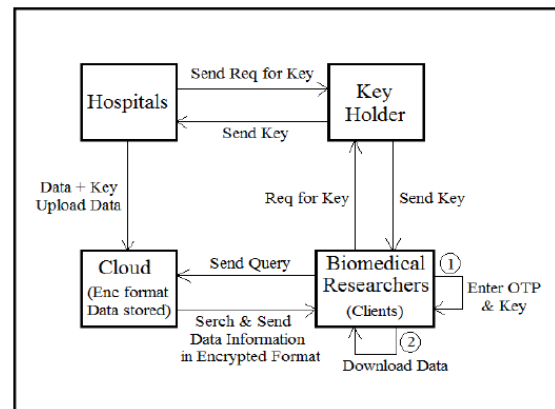 Send Req for Key
Hospitals
Key
Holder
Send Key
Data + Key
Upload Data
Req for Key
Send Key
Cloud
(Enc format
Data stored)
Send Query
Biomedical
Researchers
(Clients)
1
Enter OTP
& Key
Serch & Send
Data Information
in Encrypted Format
2
Download Data